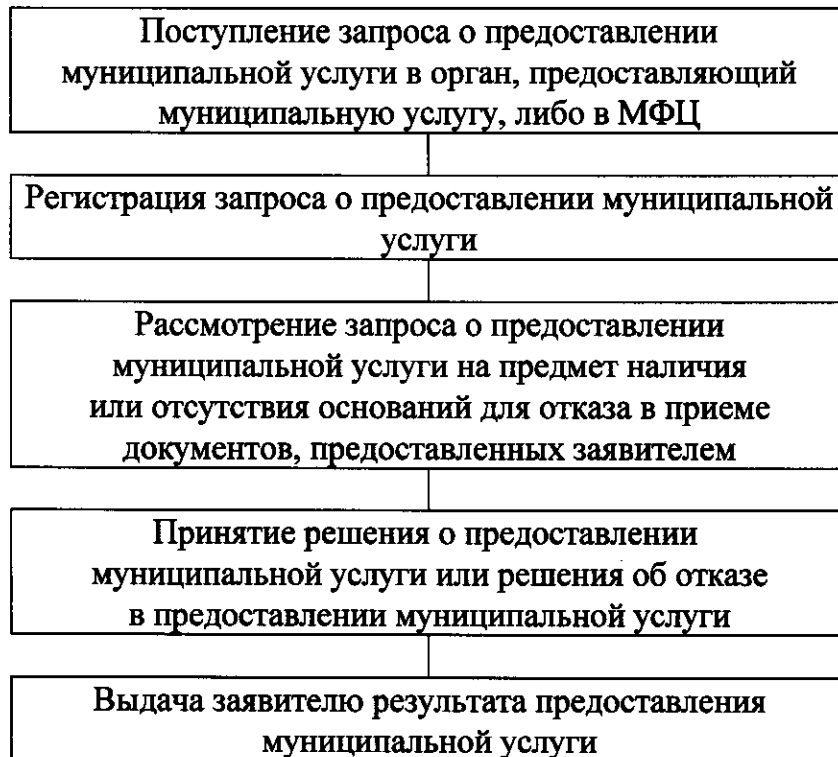 Поступление запроса о предоставлении
муниципальной услуги в орган, предоставляющий
муниципальную услугу, либо в МФЦ
Регистрация запроса о предоставлении муниципальной
услуги
Рассмотрение запроса о предоставлении
муниципальной услуги на предмет наличия
или отсутствия оснований для отказа в приеме
документов, предоставленных заявителем
Принятие решения о предоставлении
муниципальной услуги или решения об отказе
в предоставлении муниципальной услуги
Выдача заявителю результата предоставления
муниципальной услуги